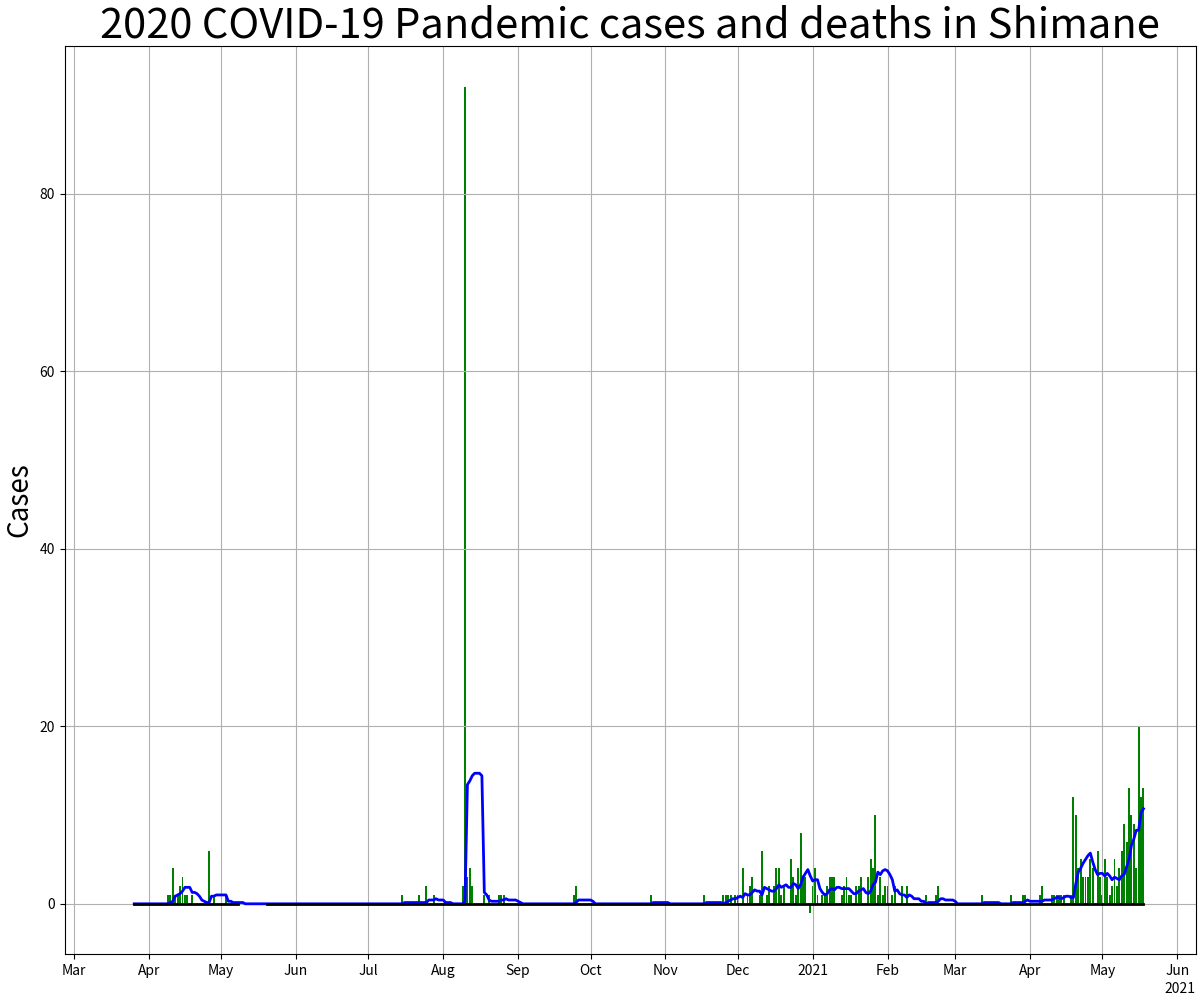 2020 COVID-19 Pandemic cases and deaths in Shimane
Cases
80
60
40
20
0
Mar Apr May Jun Jul Aug Sep Oct Nov Dec 2021 Feb Mar Apr May Jun
2021